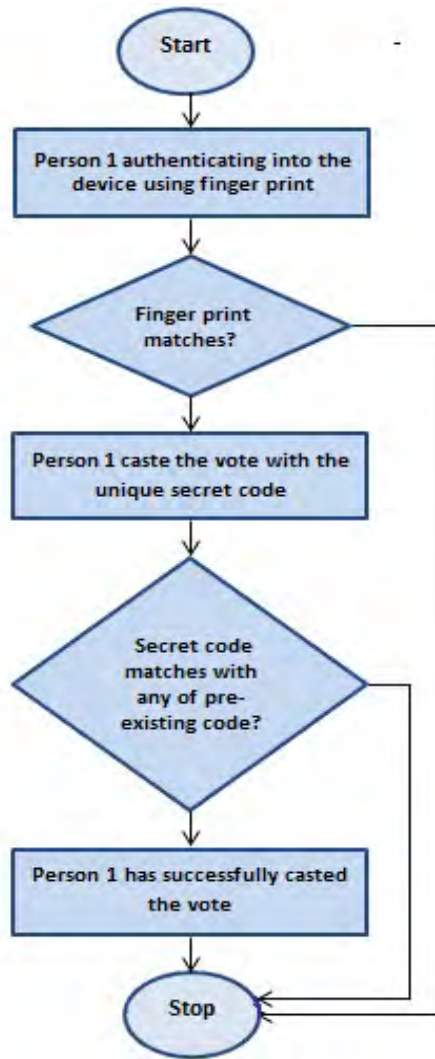 Start
-
Person 1 authenticating into the
device using finger print
Finger print
matches?
Person 1 caste the vote with the
unique secret code
Secret code
matches with
any of pre-
existing code?
Person 1 has successfully casted
the vote
Stop